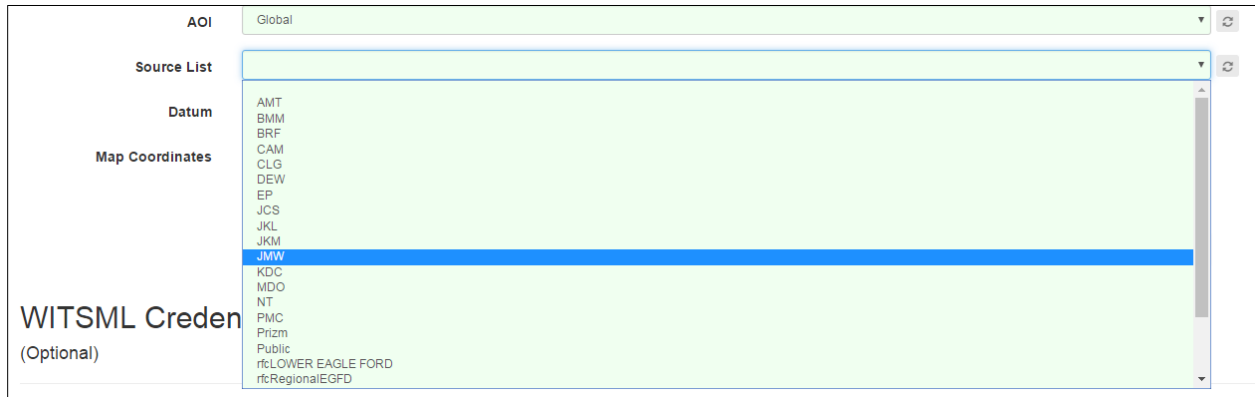 AOI Global
Source List
Datum
Map Coordinates
AMT
BMM
BRF
CAM
CLG
DEW
EP
JCS
JKL
JKM
JMW
KDC
MDO
NT
PMC
Prizm
Public
rfcLOWER EAGLE FORD
rfcRegionalEGFD
WITSML Creden
(Optional)